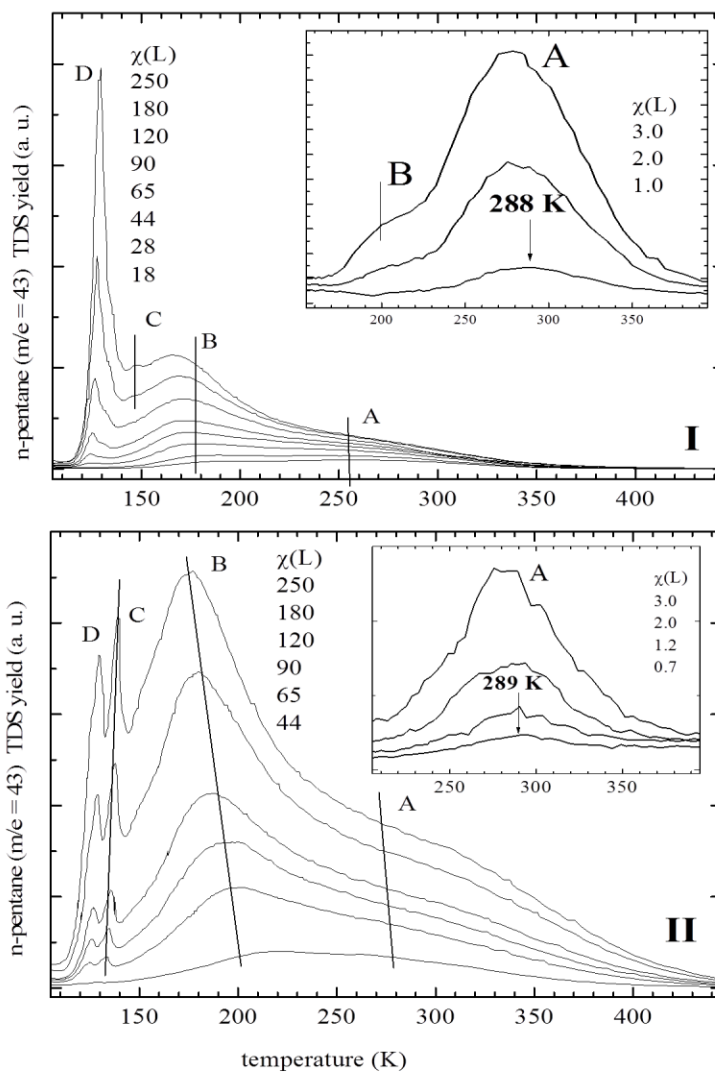 n-pentane (m/e = 43) TDS yield (a. u.)
D
χ(L)
250
180
120
90
65
44
28
18
C
B
A
I
A
B
288 K
χ(L)
3.0
2.0
1.0
200
250
300
350
150
200
250
300
350
400
n-pentane (m/e = 43) TDS yield (a. u.)
D
C
B
χ(L)
250
180
120
90
65
44
A
II
A
289 K
χ(L)
3.0
2.0
1.2
0.7
250
300
350
150
200
250
300
350
400
temperature (K)